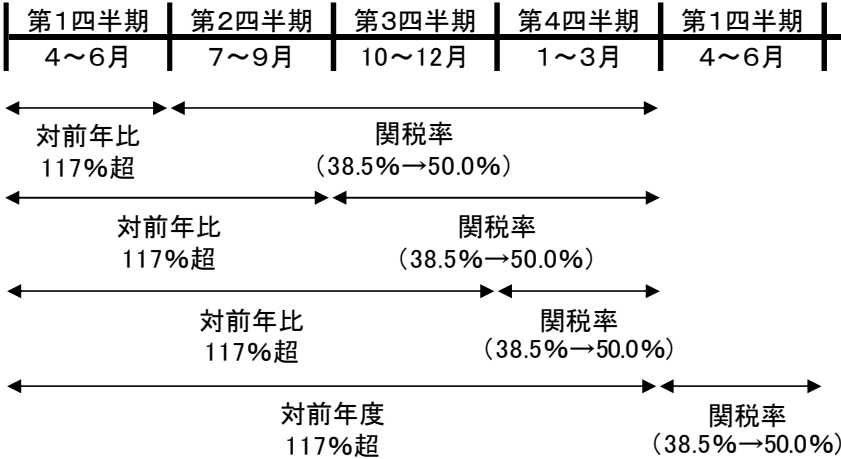 第1四半期 第2四半期 第3四半期 第4四半期 第1四半期
4～6月 7～9月 10～12月 1～3月 4～6月
対前年比 関税率
117%超 （38.5%→50.0%）
対前年比 関税率
117%超 （38.5%→50.0%）
対前年比 関税率
117%超 （38.5%→50.0%）
対前年度 関税率
117%超 （38.5%→50.0%）